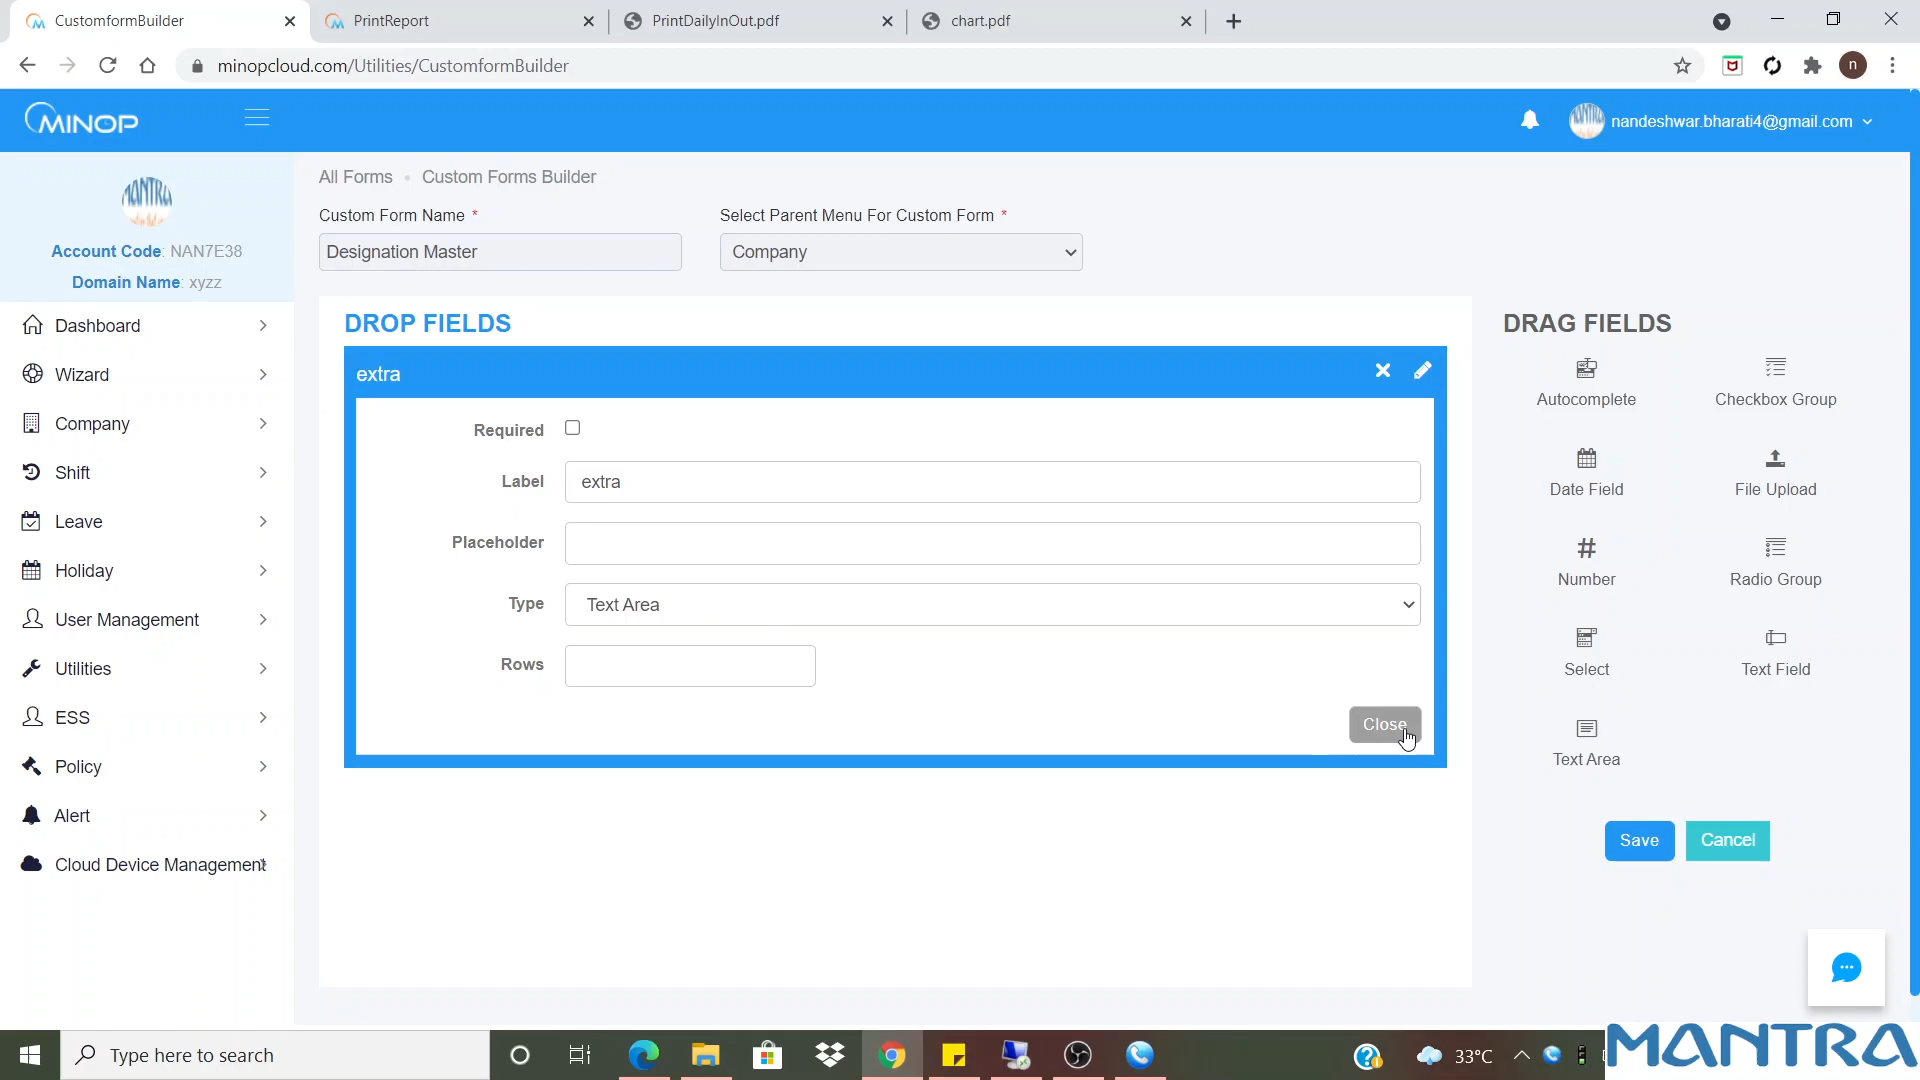 CustomformBuilder
PrintReport
PrintDailyInOut.pdf
chart.pdf
minopcloud.com/Utilities/CustomformBuilder
n
MINOP
MANTRA
nandeshwar.bharati4@gmail.com
MANTRA
Account Code: NAN7E38
Domain Name: xyzz
Dashboard
Wizard
Company
Shift
Leave
Holiday
User Management
Utilities
ESS
Policy
Alert
Cloud Device Management
All Forms • Custom Forms Builder
Custom Form Name *
Select Parent Menu For Custom Form *
Designation Master
Company
DROP FIELDS
extra
Required
Label
extra
Placeholder
Type
Text Area
Rows
Close
DRAG FIELDS
Autocomplete
Checkbox Group
Date Field
File Upload
Number
Radio Group
Select
Text Field
Text Area
Save
Cancel
Type here to search
33°C
MANTRA